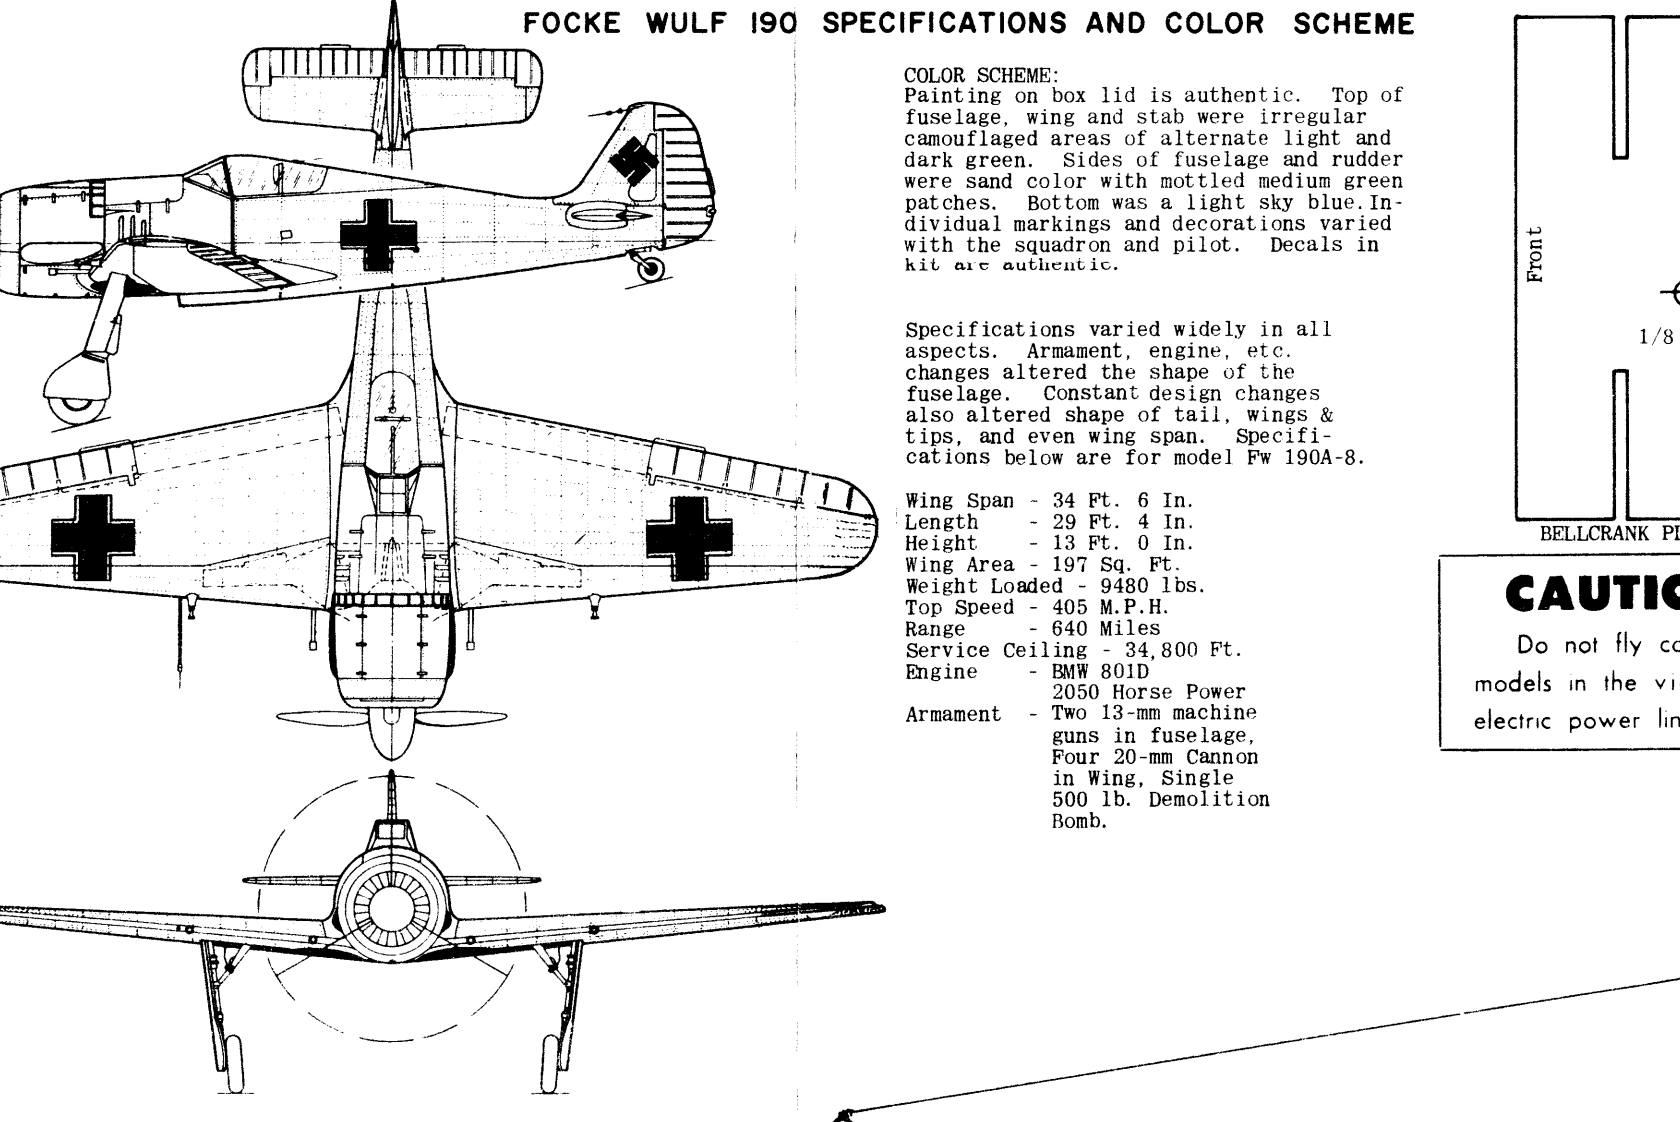 FOCKE WULF 190 SPECIFICATIONS AND COLOR SCHEME
COLOR SCHEME:
Painting on box lid is authentic. Top of
fuselage, wing and stab were irregular
camouflaged areas of alternate light and
dark green. Sides of fuselage and rudder
were sand color with mottled medium green
patches. Bottom was a light sky blue. In-
dividual markings and decorations varied
with the squadron and pilot. Decals in
kit are authentic.
Specifications varied widely in all
aspects. Armament, engine, etc.
changes altered the shape of the
fuselage. Constant design changes
also altered shape of tail, wings &
tips, and even wing span. Specifi-
cations below are for model Fw 190A-8.
Wing Span - 34 Ft. 6 In.
Length - 29 Ft. 4 In.
Height - 13 Ft. 0 In.
Wing Area - 197 Sq. Ft.
Weight Loaded - 9480 lbs.
Top Speed - 405 M.P.H.
Range - 640 Miles
Service Ceiling - 34,800 Ft.
Engine - BMW 801D
2050 Horse Power
Armament - Two 13-mm machine
guns in fuselage,
Four 20-mm Cannon
in Wing, Single
500 lb. Demolition
Bomb.
Front
1/8
BELLCRANK
CAUTIO
Do not fly co
models in the vi
electric power lin